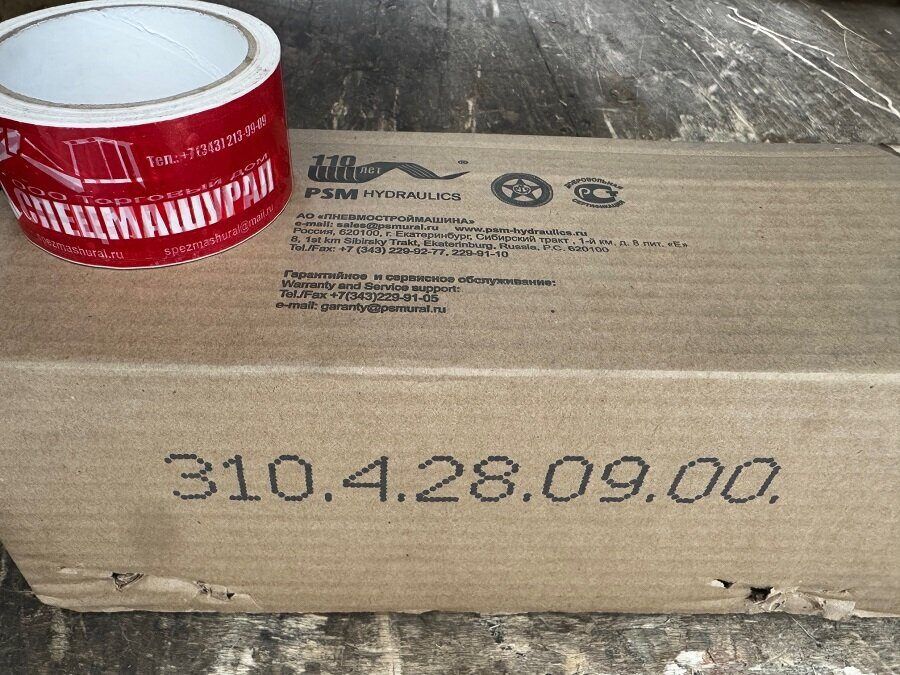 Тел.:+7(343)213-99-09
ООО Торговый дом
СПЕЦМАШУРАЛ
spezmashural.ru
spezmashural@mail.ru
110 лет ®
PSM HYDRAULICS
ДОБРОВОЛЬНАЯ
СЕРТИФИКАЦИЯ
АО «ПНЕВМОСТРОЙМАШИНА»
e-mail: sales@psmural.ru www.psm-hydraulics.ru
Россия, 620100, г. Екатеринбург, Сибирский тракт , 1-й км, д. 8 лит. «Е»
8, 1st km Sibirsky Trakt, Ekaterinburg, Russia, P.C. 620100
Tel./Fax: +7 (343) 229-92-77, 229-91-10
Гарантийное и сервисное обслуживание:
Warranty and Service support:
Tel./Fax +7(343)229-91-05
e-mail: garanty@psmural.ru
310.4.28.09.00.